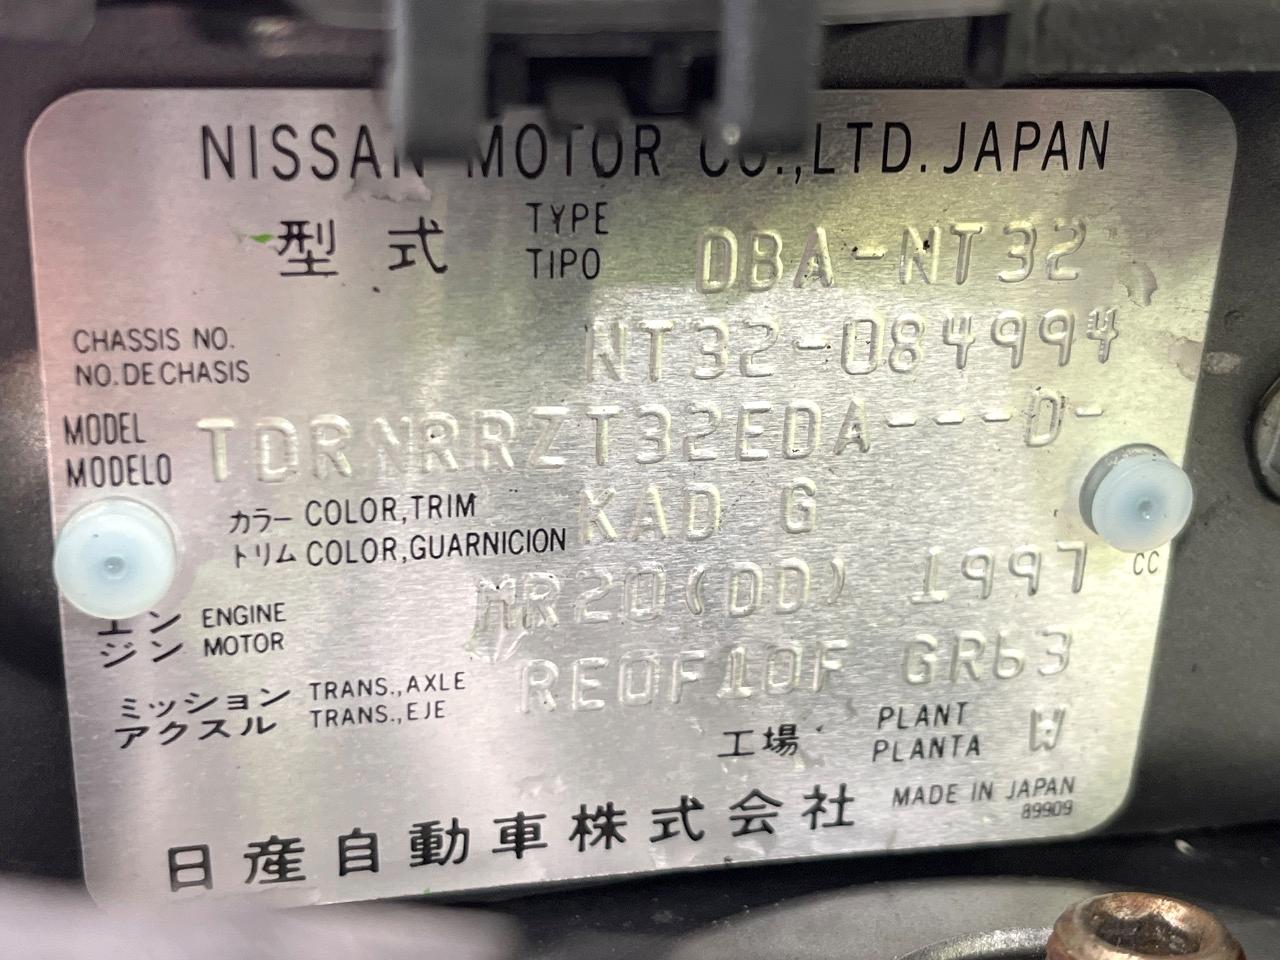 NISSAN MOTOR CO.,LTD. JAPAN
型式 TYPE TIPO DBA-NT32
CHASSIS NO. NO. DE CHASIS NT32-084994
MODEL MODELO TDRNRRZT32EDA---D-
カラー COLOR,TRIM
トリム COLOR,GUARNICION KAD G
エンジン ENGINE MOTOR MR20(DD) 1997 CC
ミッション TRANS.,AXLE
アクスル TRANS.,EJE RE0F10F GR63
工場 PLANT PLANTA W
日産自動車株式会社 MADE IN JAPAN
89909